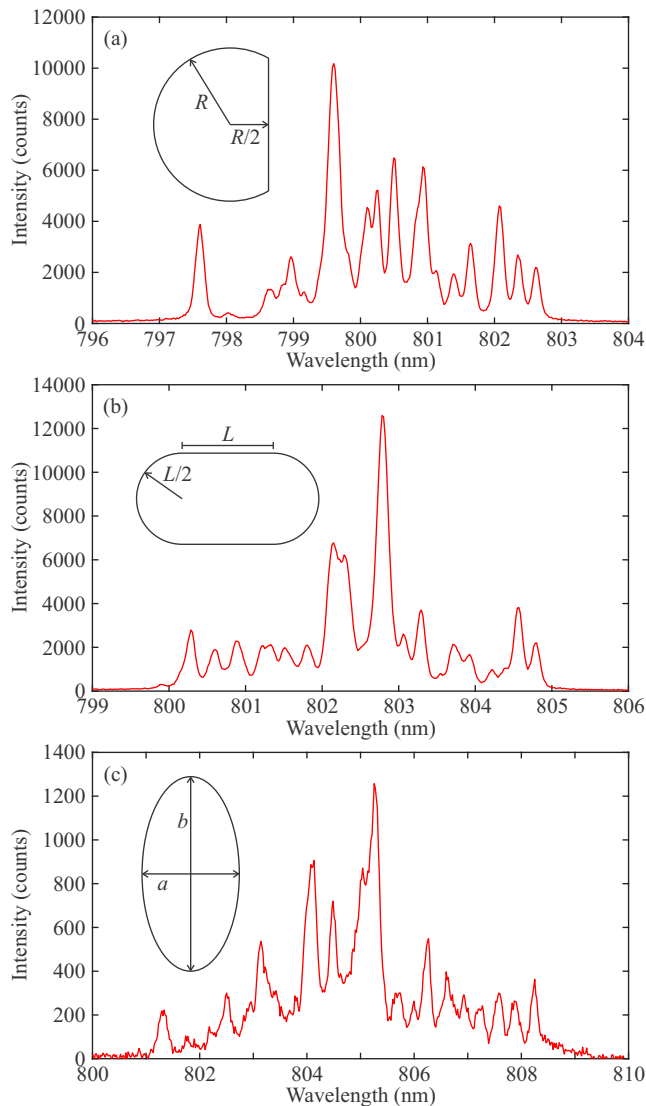 12000
(a)
10000
8000
6000
4000
2000
0
Intensity (counts)
R
R/2
796 797 798 799 800 801 802 803 804
Wavelength (nm)
14000
(b)
12000
10000
8000
6000
4000
2000
0
Intensity (counts)
L
L/2
799 800 801 802 803 804 805 806
Wavelength (nm)
1400
(c)
1200
1000
800
600
400
200
0
Intensity (counts)
b
a
800 802 804 806 808 810
Wavelength (nm)